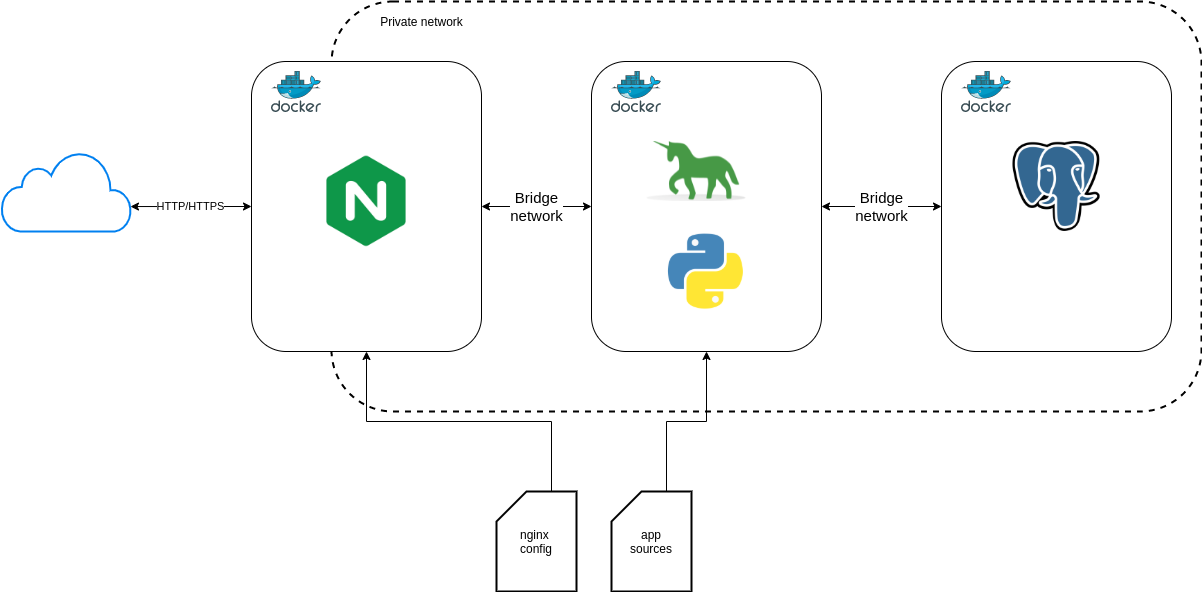 Private network
docker
docker
docker
N
HTTP/HTTPS
Bridge
network
Bridge
network
nginx
config
app
sources